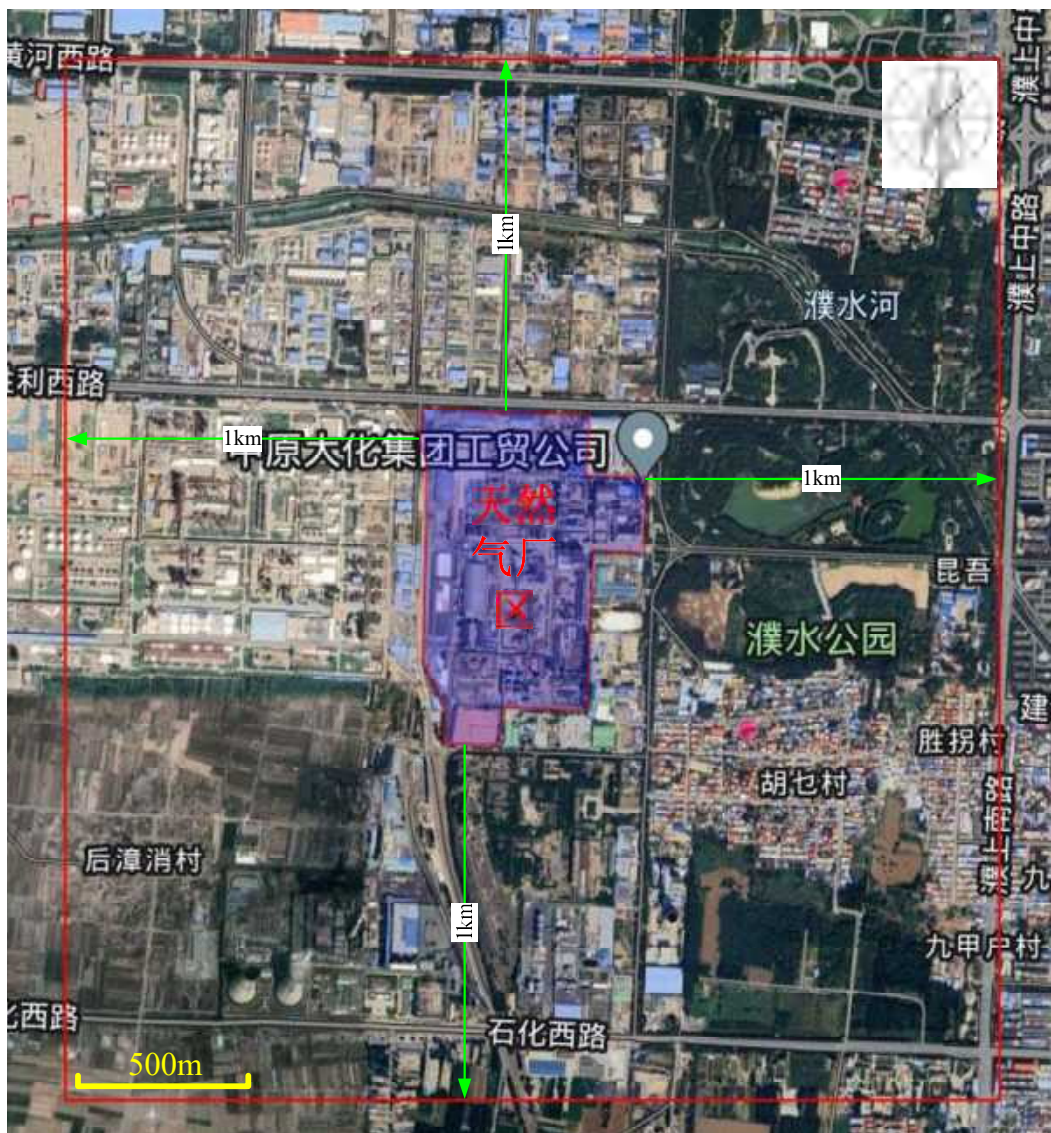 黄河西路
濮上中
1km
濮上中路
濮水河
胜利西路
1km
中原大化集团工贸公司
1km
天然
气厂
区
昆吾
濮水公园
建
胜拐村
胡乜村
濮上南路
后漳消村
九
1km
九甲户村
化西路
石化西路
500m